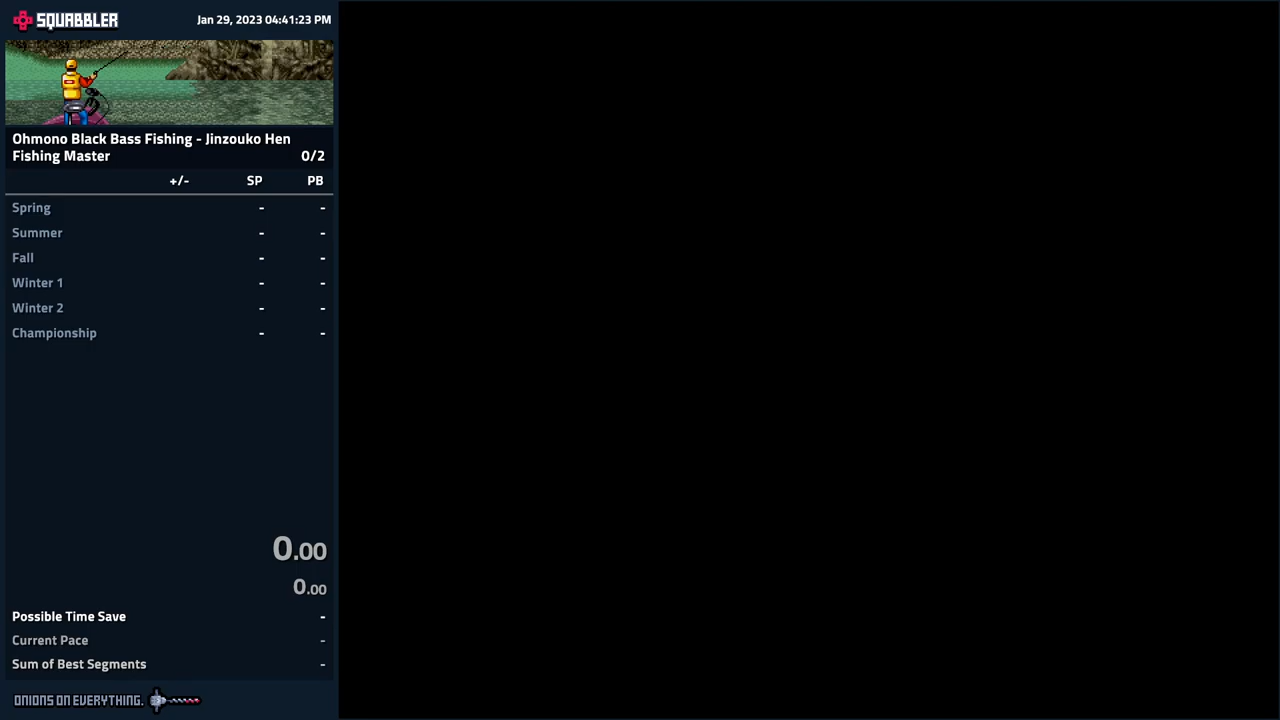 SQUABBLER Jan 29, 2023 04:41:23 PM
Ohmono Black Bass Fishing - Jinzouko Hen
Fishing Master 0/2
+/- SP PB
Spring - -
Summer - -
Fall - -
Winter 1 - -
Winter 2 - -
Championship - -
0.00
0.00
Possible Time Save -
Current Pace -
Sum of Best Segments -
ONIONS ON EVERYTHING.